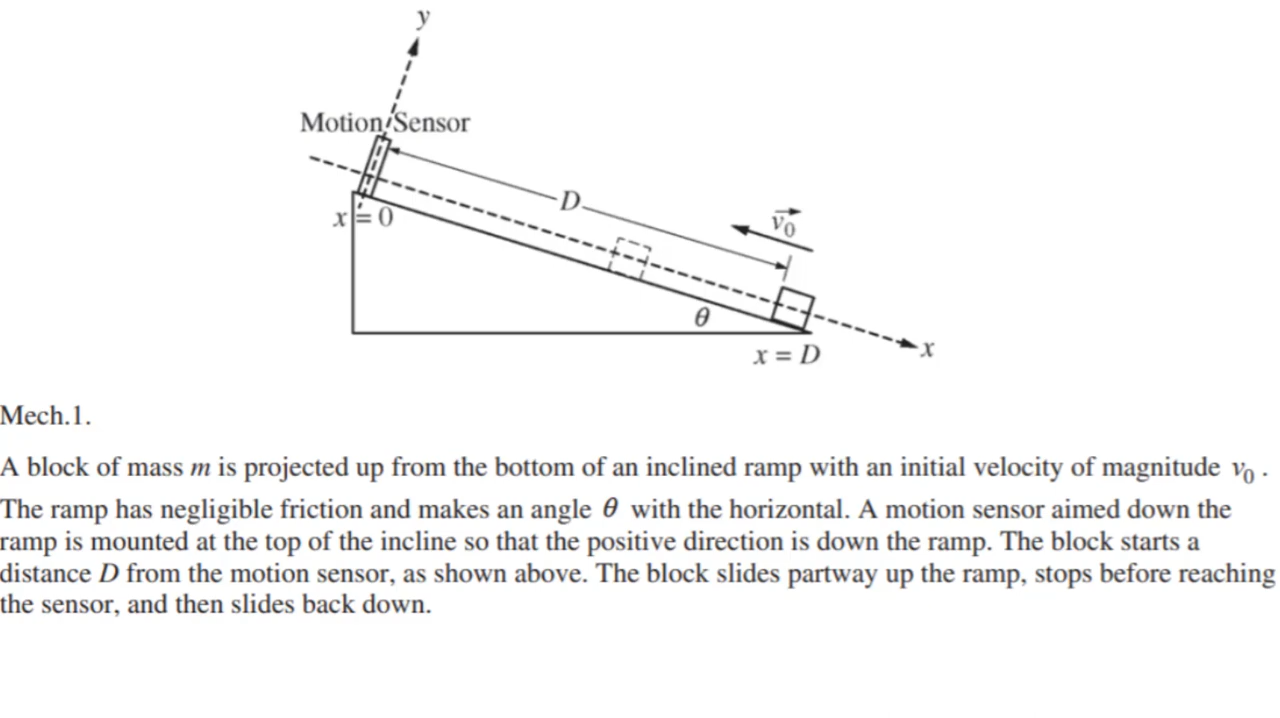 y
Motion Sensor
D
v₀
x = 0
θ
x = D
x
Mech.1.
A block of mass m is projected up from the bottom of an inclined ramp with an initial velocity of magnitude v₀ .
The ramp has negligible friction and makes an angle θ with the horizontal. A motion sensor aimed down the
ramp is mounted at the top of the incline so that the positive direction is down the ramp. The block starts a
distance D from the motion sensor, as shown above. The block slides partway up the ramp, stops before reaching
the sensor, and then slides back down.